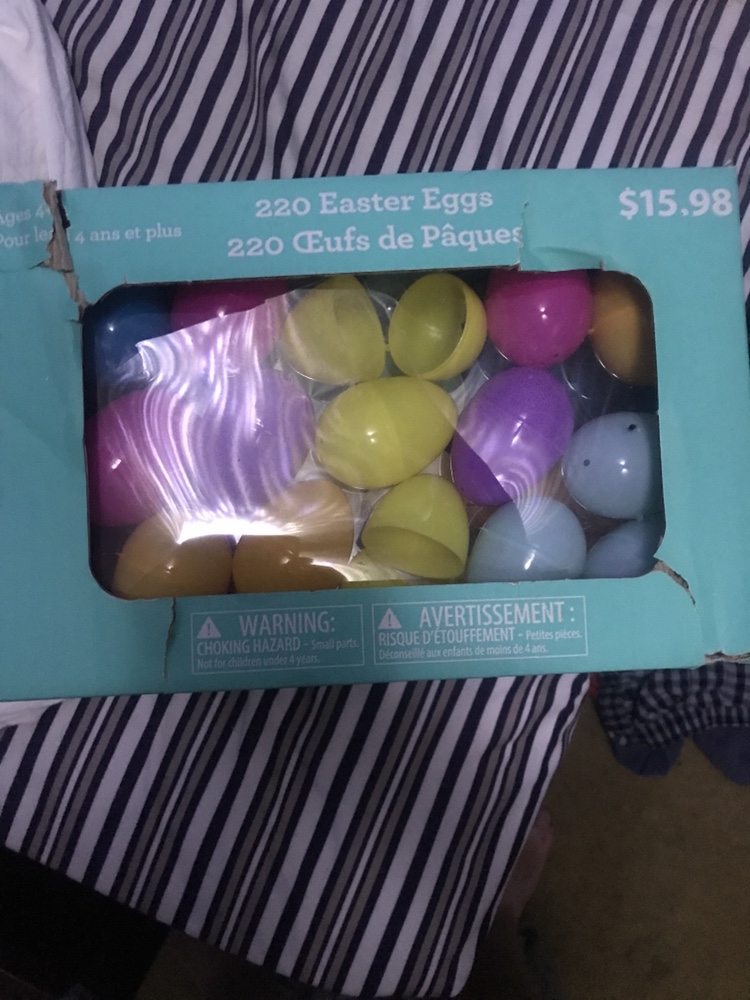 220 Easter Eggs
220 Œufs de Pâques
$15.98
Ages 4
Pour 4 ans et plus
WARNING:
CHOKING HAZARD – Small parts.
Not for children under 4 years.
AVERTISSEMENT :
RISQUE D'ÉTOUFFEMENT – Petites pièces.
Déconseillé aux enfants de moins de 4 ans.